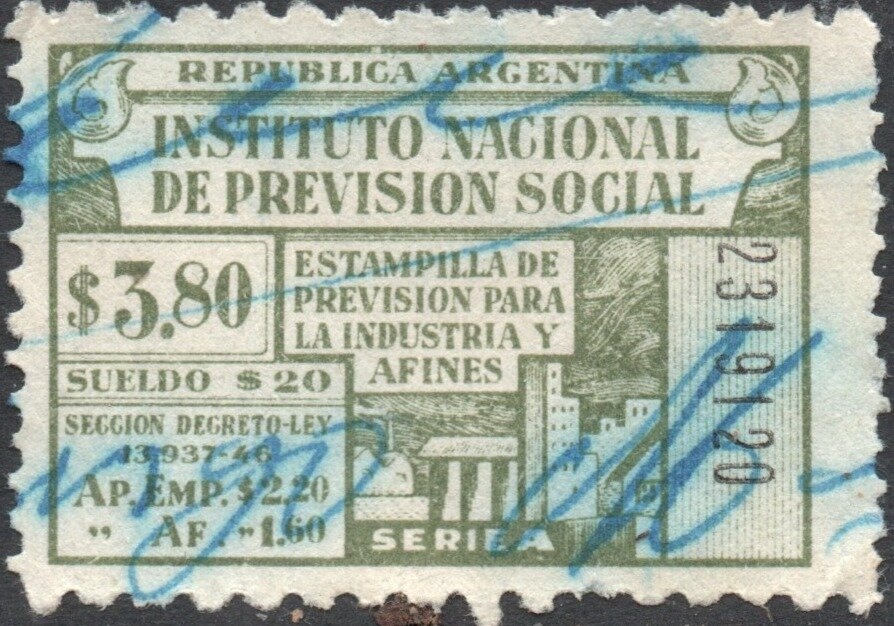 REPUBLICA ARGENTINA
INSTITUTO NACIONAL
DE PREVISION SOCIAL
$ 3.80
ESTAMPILLA DE
PREVISION PARA
LA INDUSTRIA Y
AFINES
SUELDO $ 20
SECCION DECRETO-LEY
13.937-46
AP. EMP. $ 2.20
" AF. " 1.60
SERIE A
2319120